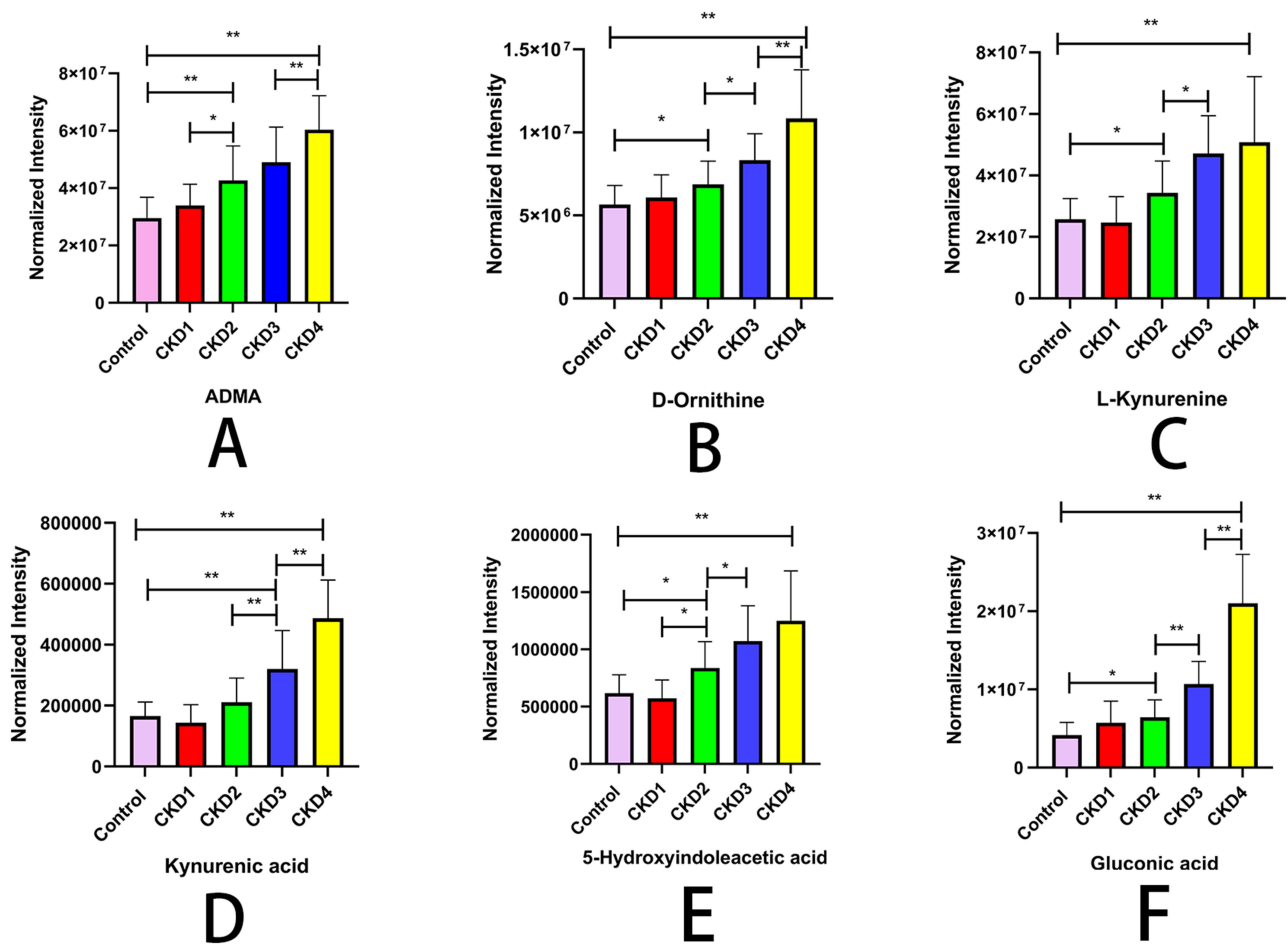 **
**
**
*
Normalized Intensity
8×10⁷
6×10⁷
4×10⁷
2×10⁷
0
Control
CKD1
CKD2
CKD3
CKD4
ADMA
A
**
**
*
*
Normalized Intensity
1.5×10⁷
1×10⁷
5×10⁶
0
Control
CKD1
CKD2
CKD3
CKD4
D-Ornithine
B
**
*
*
Normalized Intensity
8×10⁷
6×10⁷
4×10⁷
2×10⁷
0
Control
CKD1
CKD2
CKD3
CKD4
L-Kynurenine
C
**
**
**
**
Normalized Intensity
800000
600000
400000
200000
0
Control
CKD1
CKD2
CKD3
CKD4
Kynurenic acid
D
**
*
*
*
Normalized Intensity
2000000
1500000
1000000
500000
0
Control
CKD1
CKD2
CKD3
CKD4
5-Hydroxyindoleacetic acid
E
**
**
**
*
Normalized Intensity
3×10⁷
2×10⁷
1×10⁷
0
Control
CKD1
CKD2
CKD3
CKD4
Gluconic acid
F